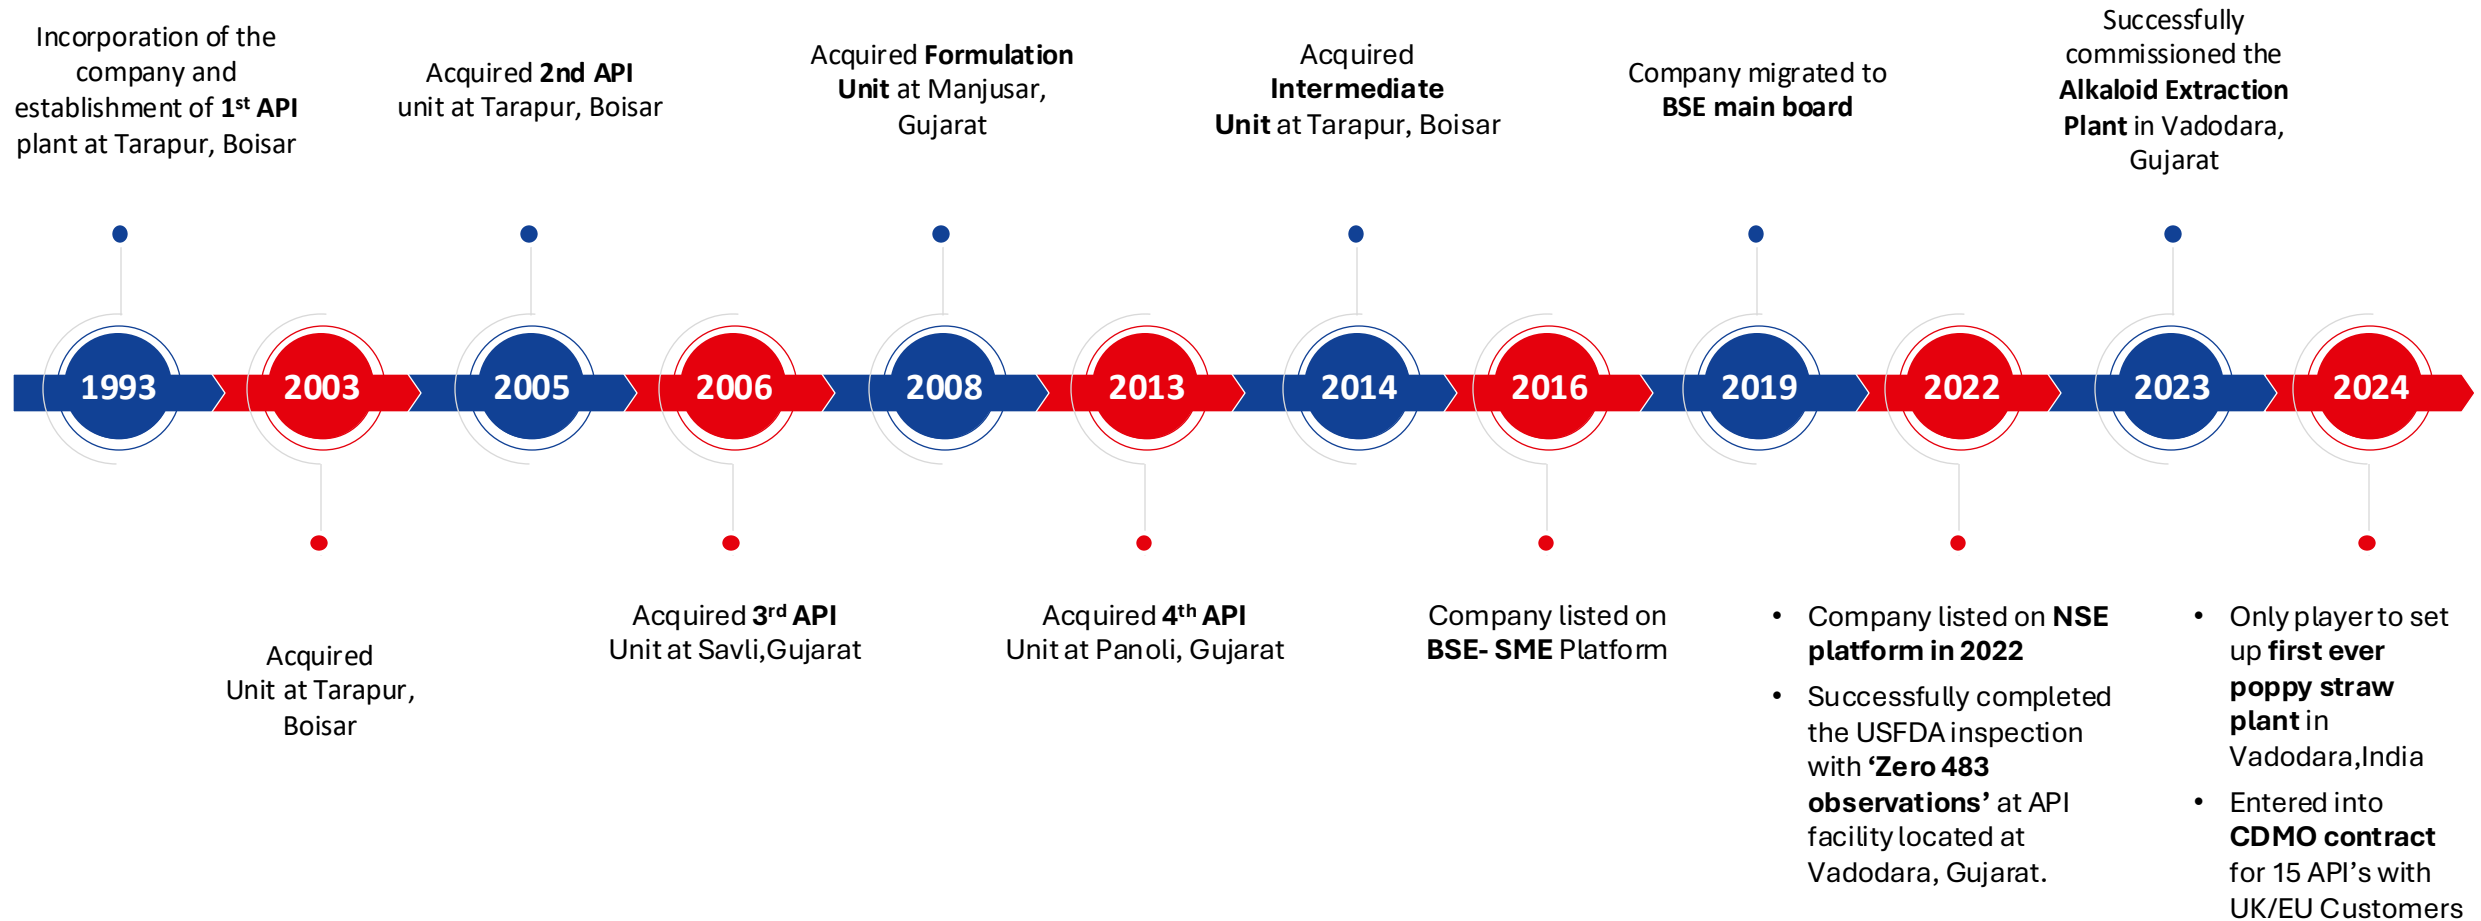 Incorporation of the
company and
establishment of 1st API
plant at Tarapur, Boisar
Acquired 2nd API
unit at Tarapur, Boisar
Acquired Formulation
Unit at Manjusar,
Gujarat
Acquired
Intermediate
Unit at Tarapur, Boisar
Company migrated to
BSE main board
Successfully
commissioned the
Alkaloid Extraction
Plant in Vadodara,
Gujarat
1993
2003
2005
2006
2008
2013
2014
2016
2019
2022
2023
2024
Acquired
Unit at Tarapur,
Boisar
Acquired 3rd API
Unit at Savli,Gujarat
Acquired 4th API
Unit at Panoli, Gujarat
Company listed on
BSE- SME Platform
• Company listed on NSE
platform in 2022
• Successfully completed
the USFDA inspection
with ‘Zero 483
observations’ at API
facility located at
Vadodara, Gujarat.
• Only player to set
up first ever
poppy straw
plant in
Vadodara,India
• Entered into
CDMO contract
for 15 API’s with
UK/EU Customers